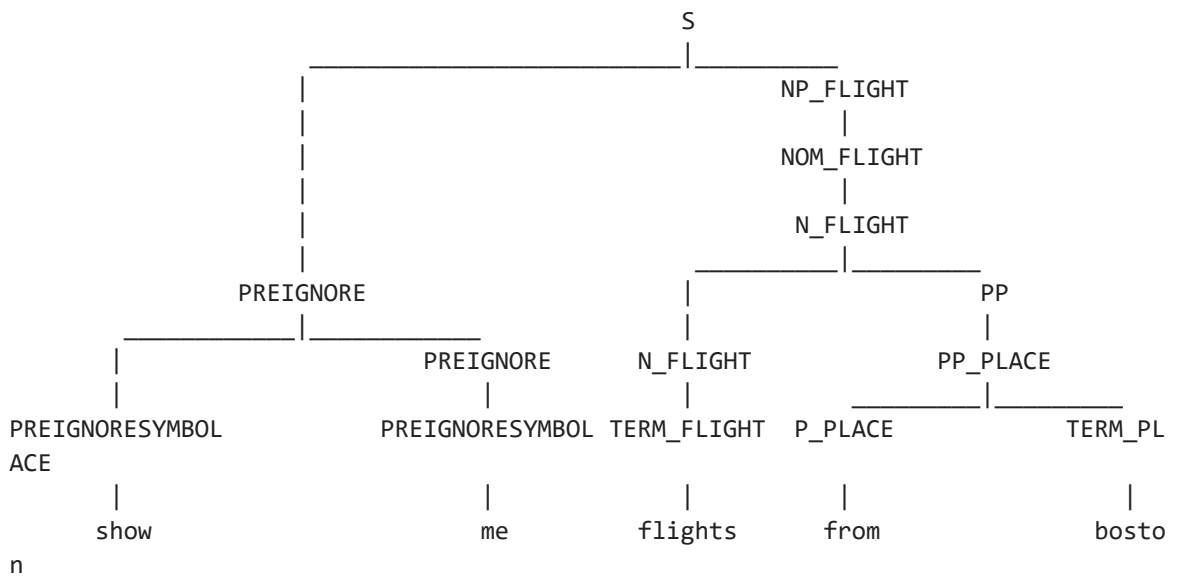 S
NP_FLIGHT
NOM_FLIGHT
N_FLIGHT
PREIGNORE PP
PREIGNORE N_FLIGHT PP_PLACE
PREIGNORESYMBOL PREIGNORESYMBOL TERM_FLIGHT P_PLACE TERM_PL
ACE
show me flights from bosto
n